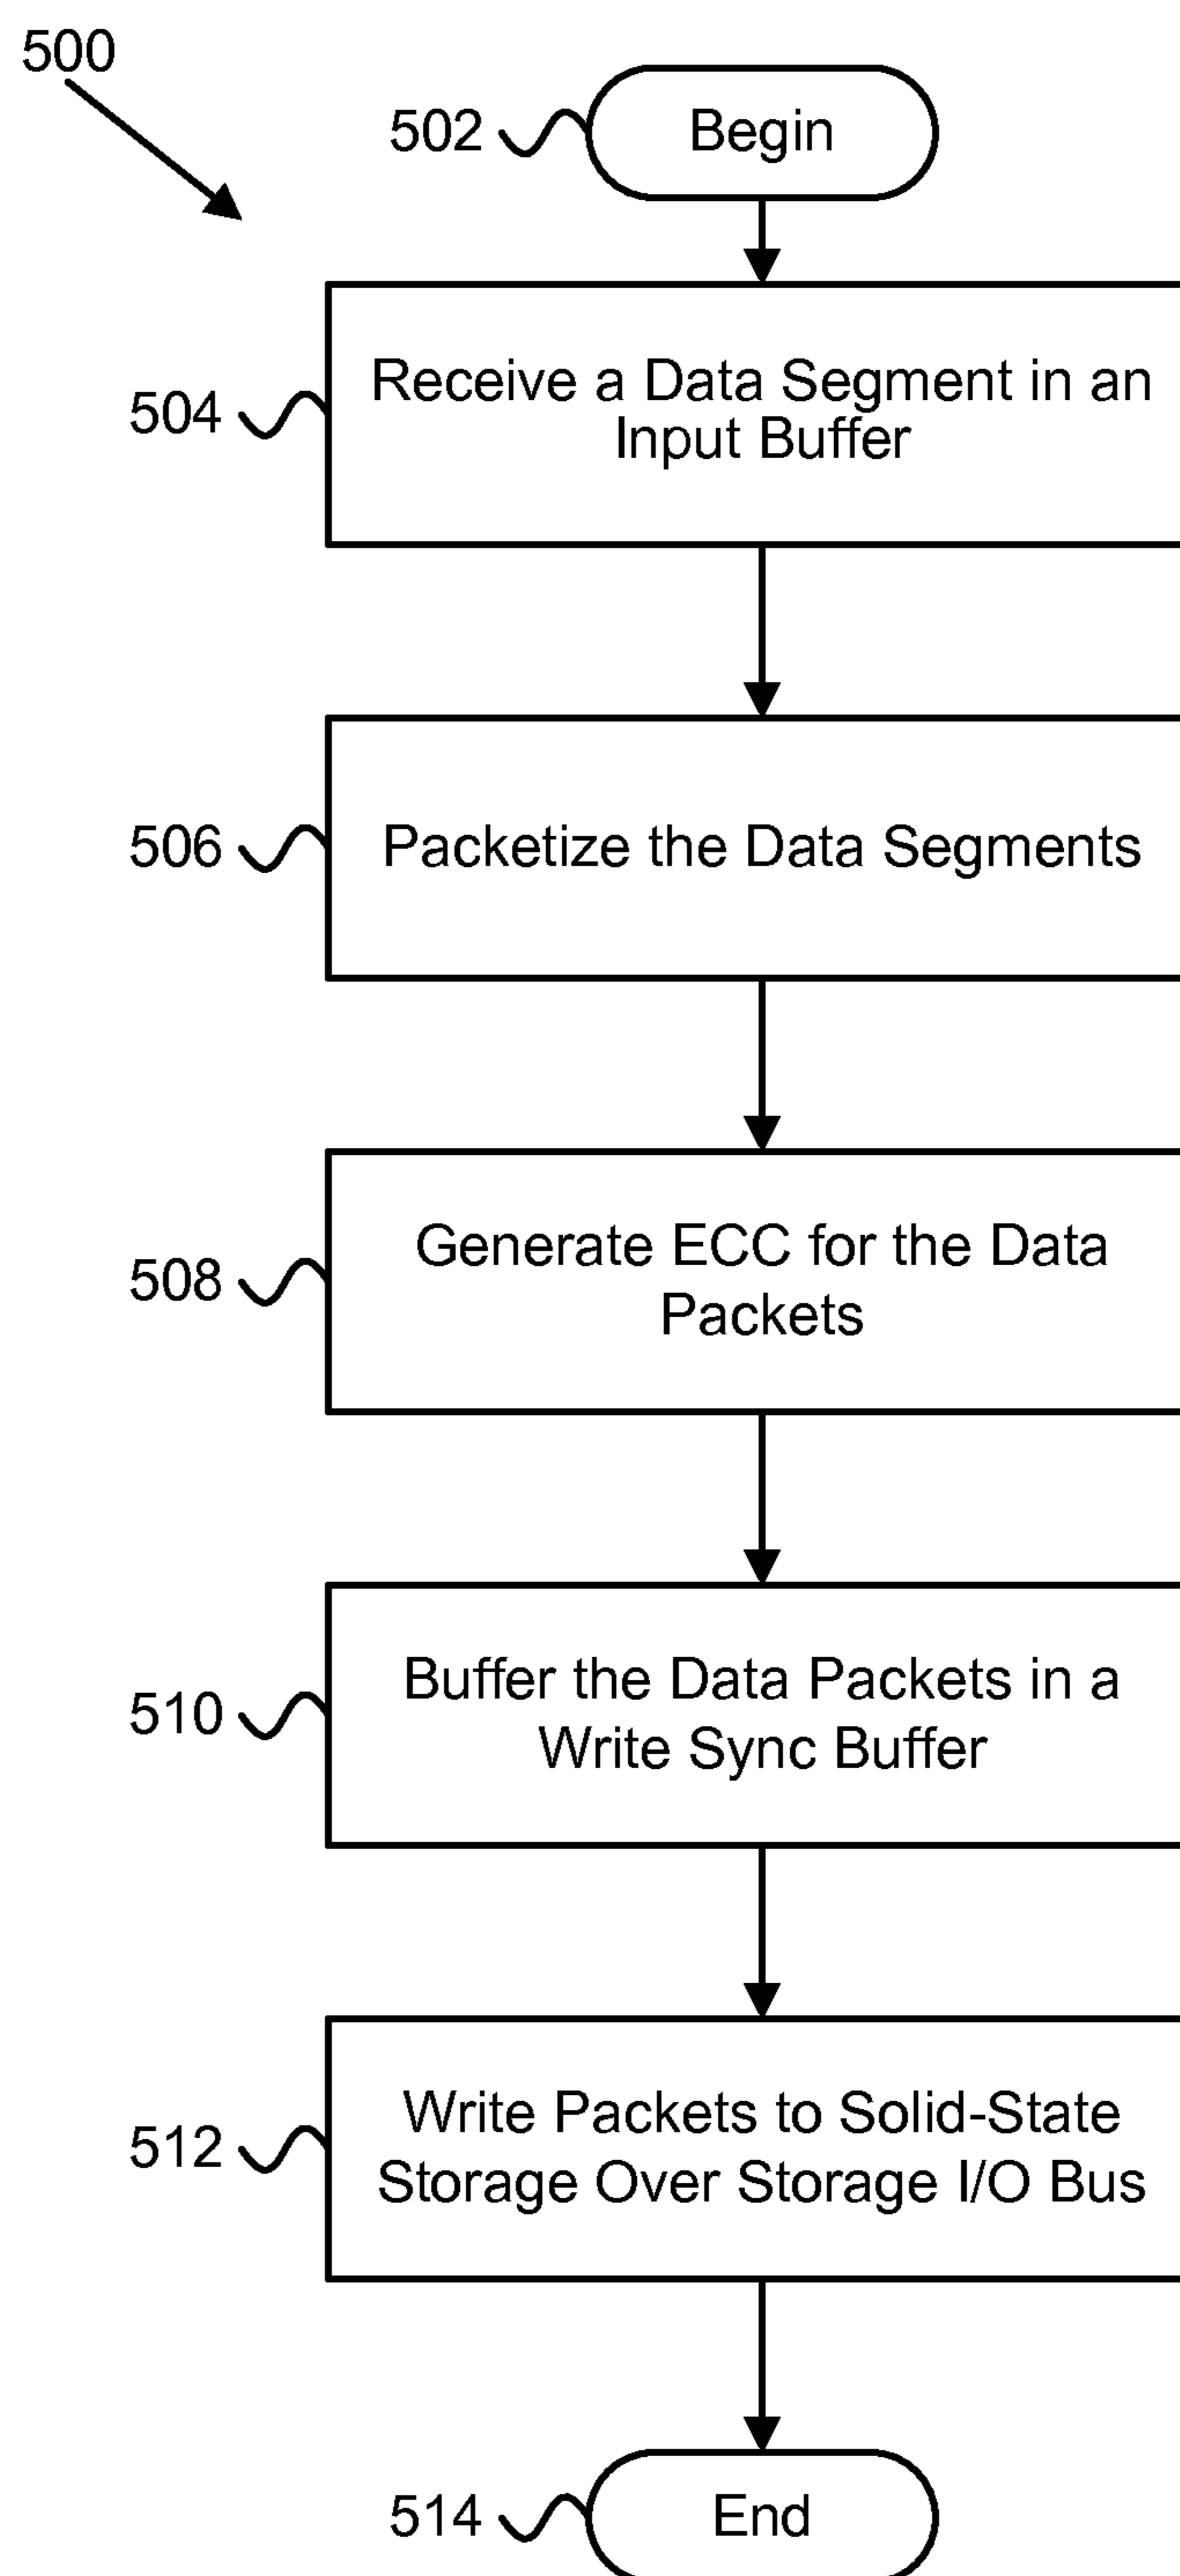 500
502
Begin
504
Receive a Data Segment in an
Input Buffer
506
Packetize the Data Segments
508
Generate ECC for the Data
Packets
510
Buffer the Data Packets in a
Write Sync Buffer
512
Write Packets to Solid-State
Storage Over Storage I/O Bus
514
End